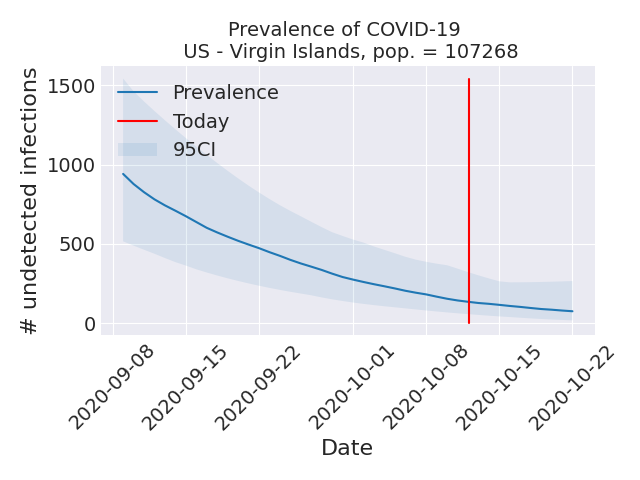 Prevalence of COVID-19
US - Virgin Islands, pop. = 107268
# undetected infections
1500
1000
500
0
Prevalence
Today
95CI
2020-09-08
2020-09-15
2020-09-22
2020-10-01
2020-10-08
2020-10-15
2020-10-22
Date